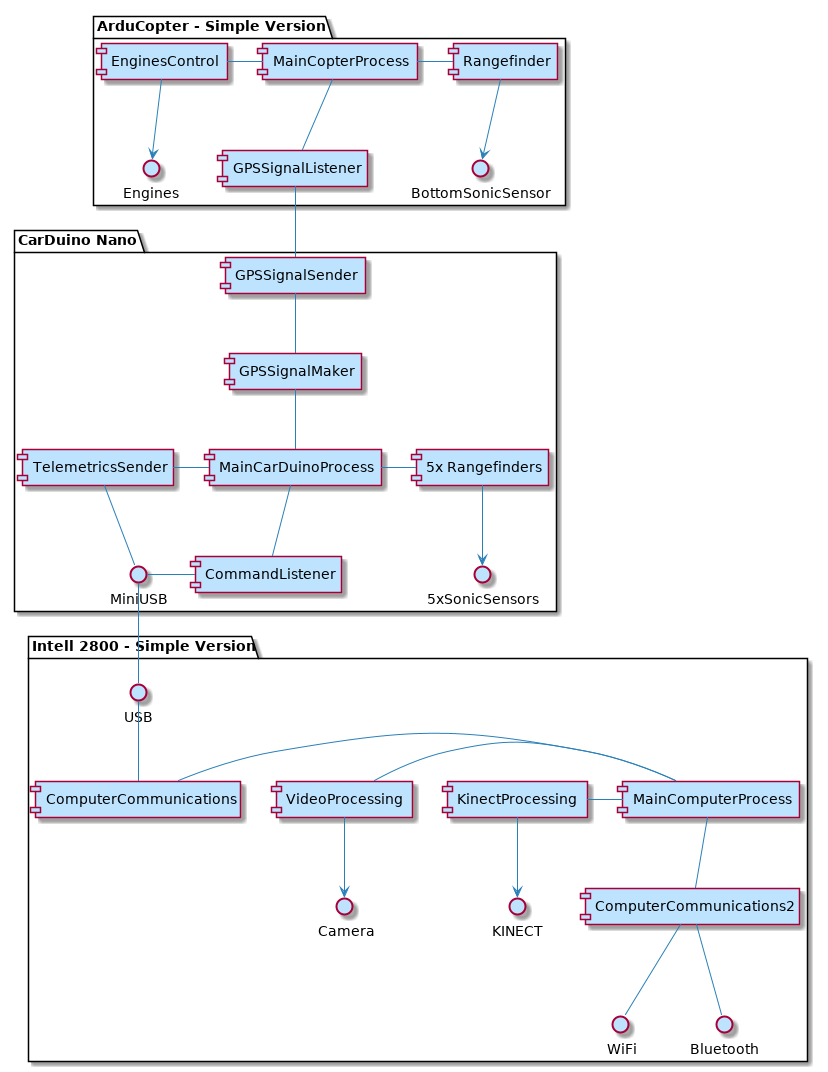 ArduCopter - Simple Version
EnginesControl
MainCopterProcess
Rangefinder
GPSSignalListener
Engines
BottomSonicSensor
CarDuino Nano
GPSSignalSender
GPSSignalMaker
TelemetricsSender
MainCarDuinoProcess
5x Rangefinders
CommandListener
MiniUSB
5xSonicSensors
Intell 2800 - Simple Version
USB
ComputerCommunications
VideoProcessing
KinectProcessing
MainComputerProcess
ComputerCommunications2
Camera
KINECT
WiFi
Bluetooth